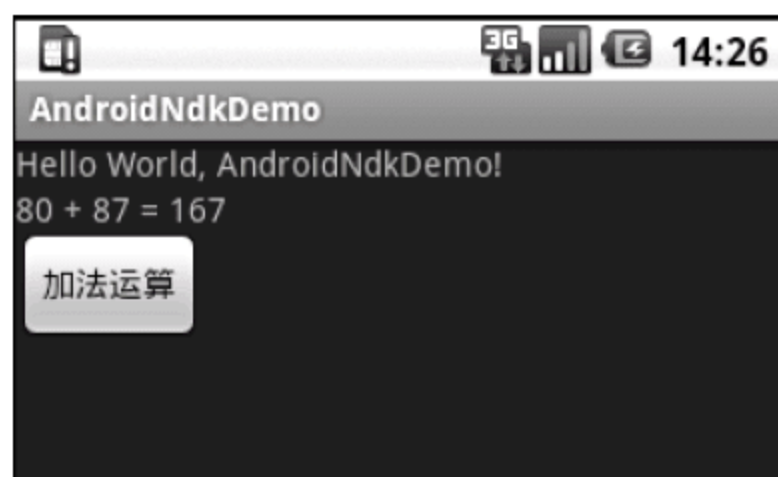 3G 14:26
AndroidNdkDemo
Hello World, AndroidNdkDemo!
80 + 87 = 167
加法运算